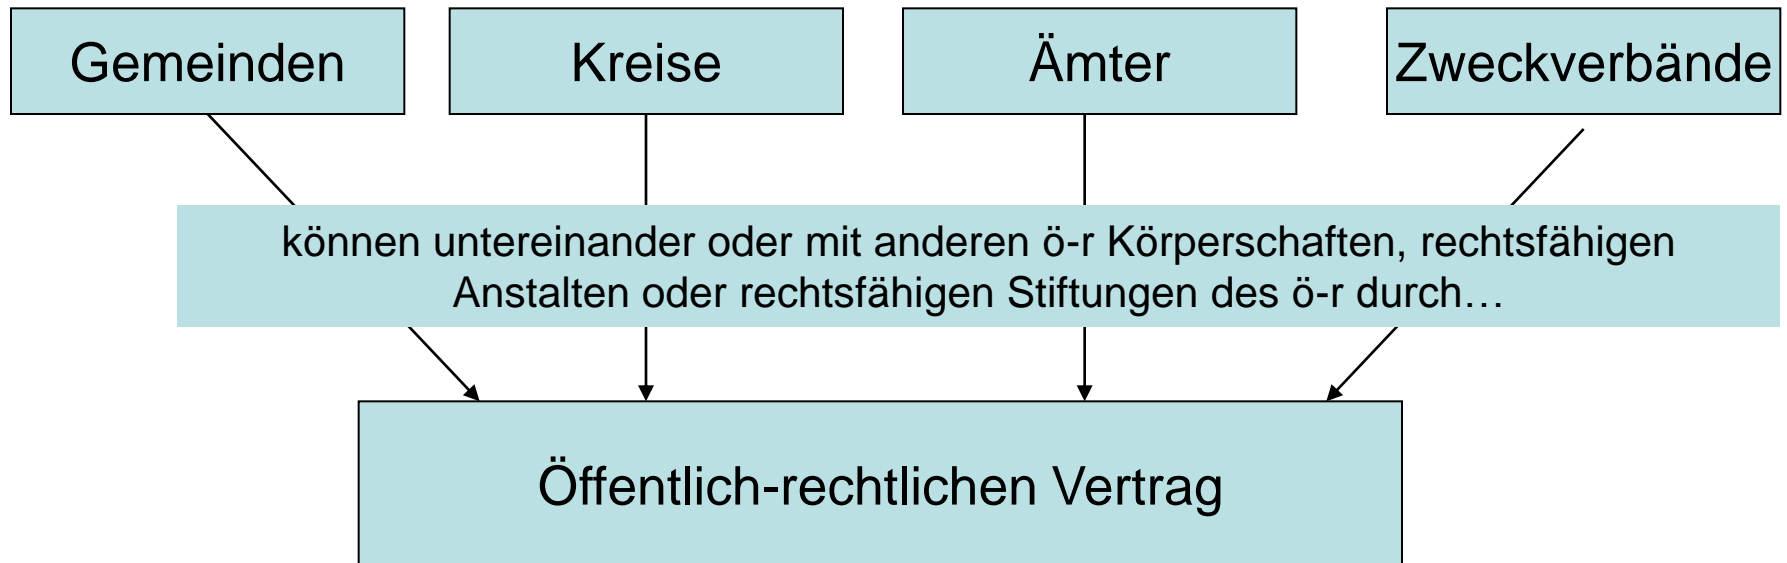 Gemeinden
Kreise
Ämter
Zweckverbände
können untereinander oder mit anderen ö-r Körperschaften, rechtsfähigen
Anstalten oder rechtsfähigen Stiftungen des ö-r durch…
Öffentlich-rechtlichen Vertrag